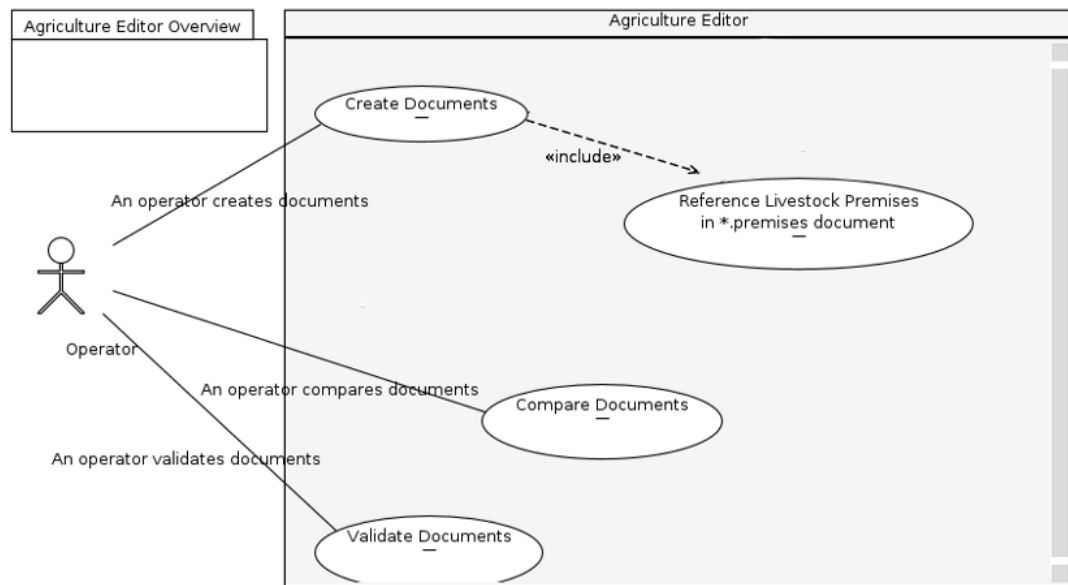 Agriculture Editor Overview
Agriculture Editor
Create Documents
«include»
An operator creates documents
Reference Livestock Premises
in *.premises document
Operator
An operator compares documents
Compare Documents
An operator validates documents
Validate Documents